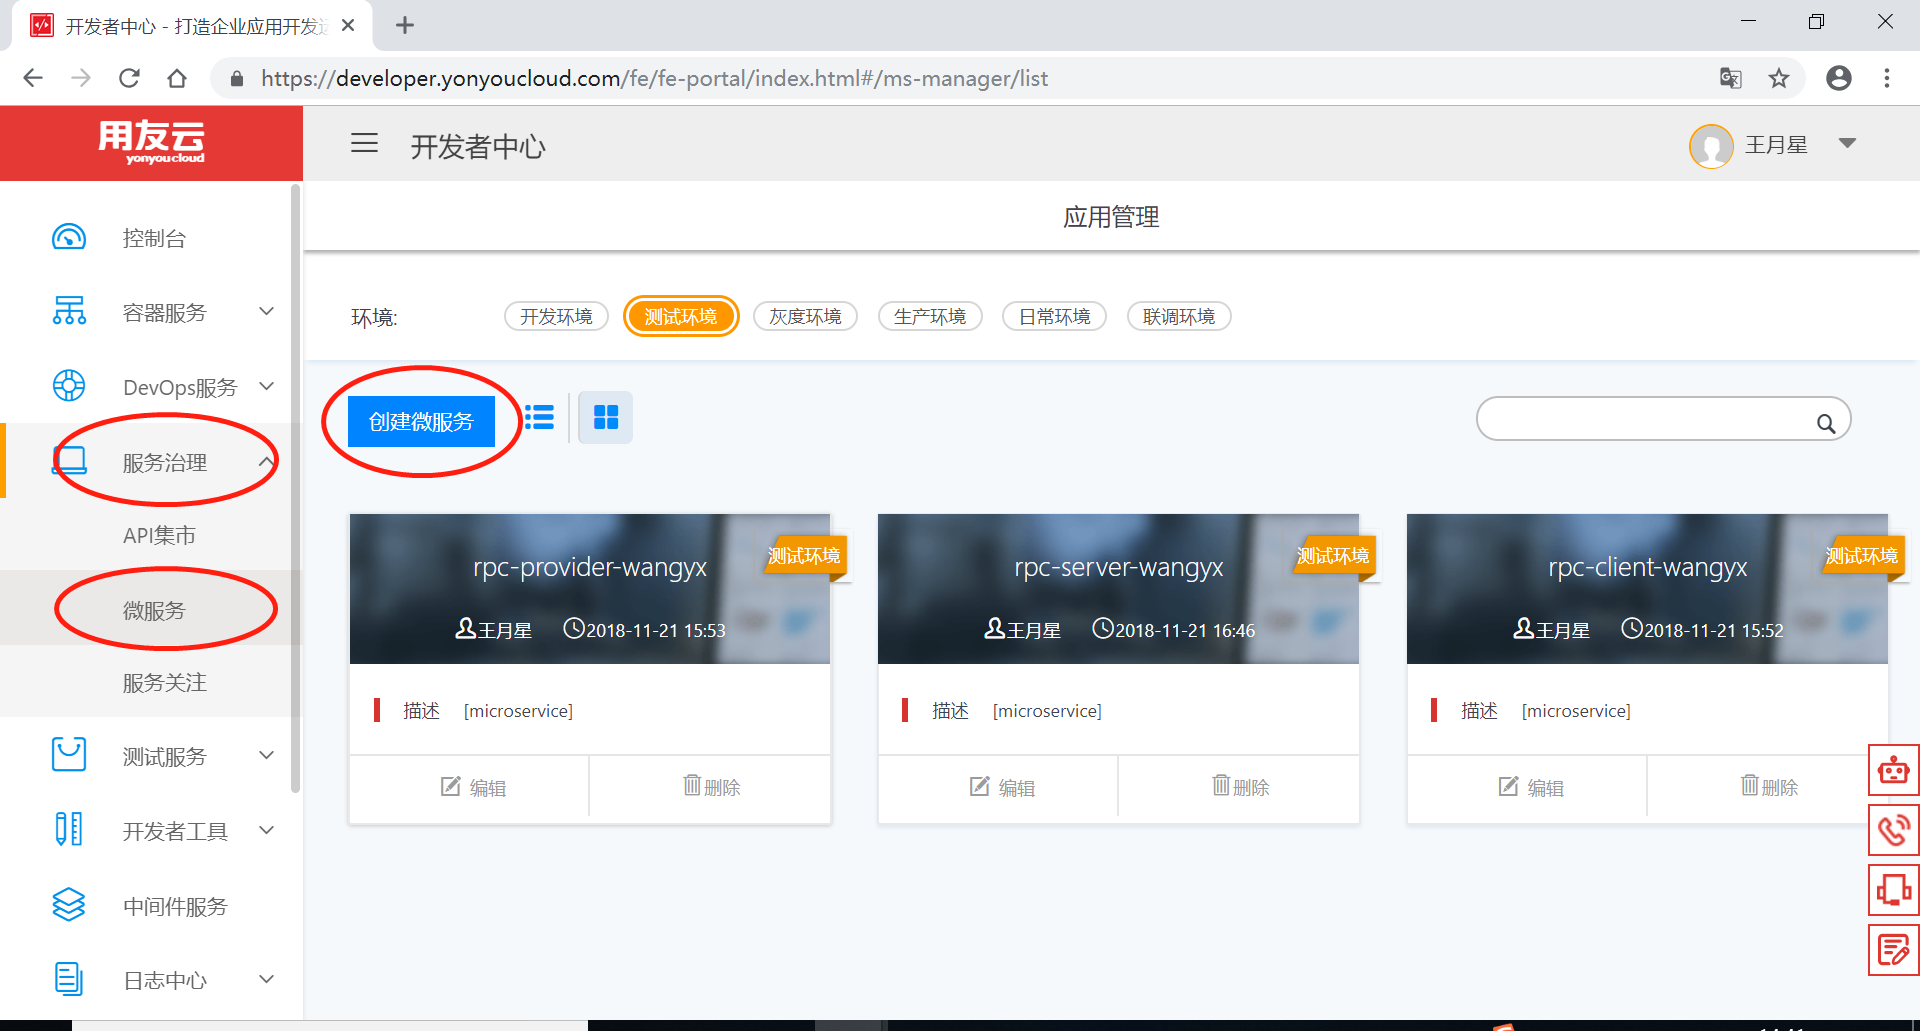 开发者中心 - 打造企业应用开发运
https://developer.yonyoucloud.com/fe/fe-portal/index.html#/ms-manager/list
用友云
yonyoucloud
开发者中心
王月星
控制台
容器服务
DevOps服务
服务治理
API集市
微服务
服务关注
测试服务
开发者工具
中间件服务
日志中心
应用管理
环境:
开发环境
测试环境
灰度环境
生产环境
日常环境
联调环境
创建微服务
rpc-provider-wangyx
测试环境
王月星 2018-11-21 15:53
描述 [microservice]
编辑 删除
rpc-server-wangyx
测试环境
王月星 2018-11-21 16:46
描述 [microservice]
编辑 删除
rpc-client-wangyx
测试环境
王月星 2018-11-21 15:52
描述 [microservice]
编辑 删除